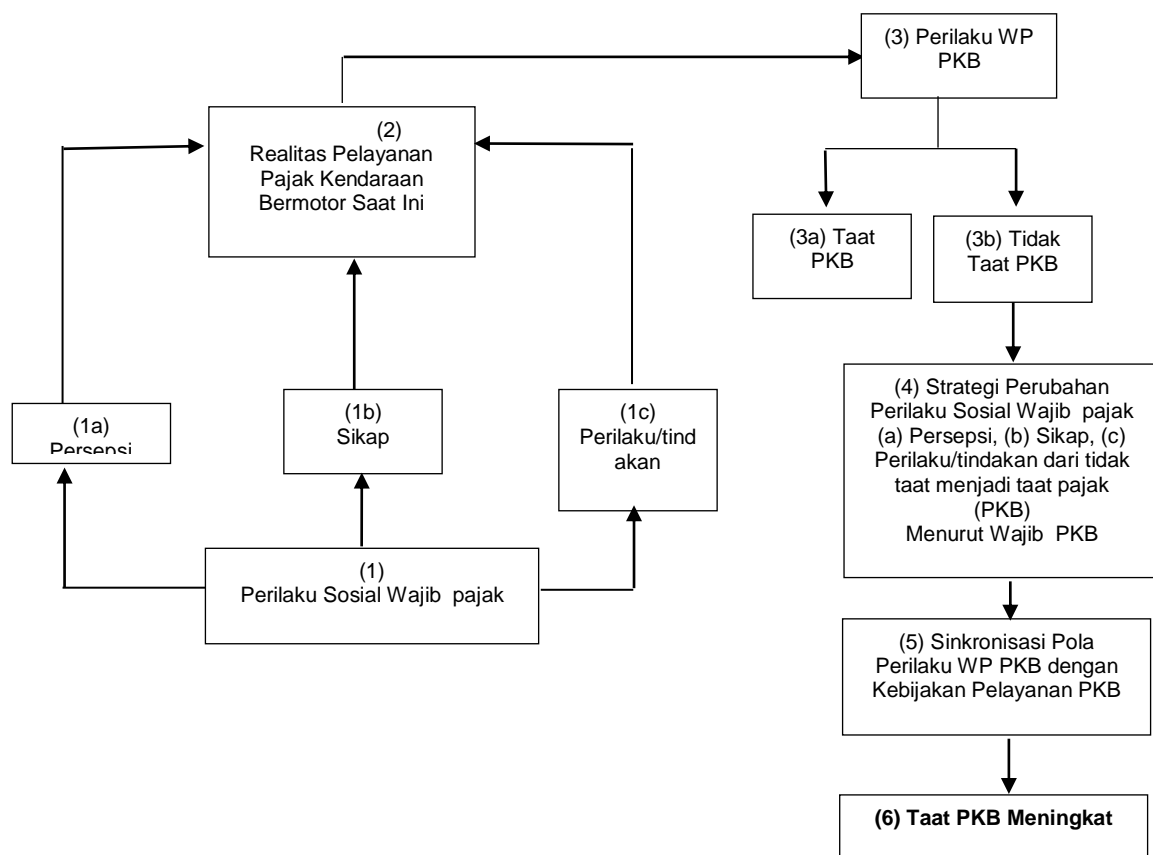 (3) Perilaku WP
PKB
(2)
Realitas Pelayanan
Pajak Kendaraan
Bermotor Saat Ini
(3a) Taat
PKB
(3b) Tidak
Taat PKB
(1a)
Persepsi
(1b)
Sikap
(1c)
Perilaku/tind
akan
(4) Strategi Perubahan
Perilaku Sosial Wajib pajak
(a) Persepsi, (b) Sikap, (c)
Perilaku/tindakan dari tidak
taat menjadi taat pajak
(PKB)
Menurut Wajib PKB
(1)
Perilaku Sosial Wajib pajak
(5) Sinkronisasi Pola
Perilaku WP PKB dengan
Kebijakan Pelayanan PKB
(6) Taat PKB Meningkat